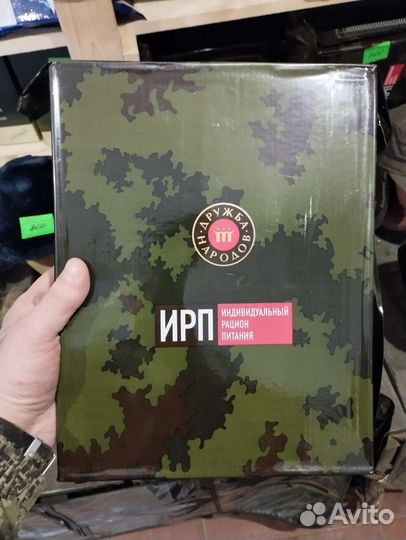 ДРУЖБА
НАРОДОВ
ИРП
ИНДИВИДУАЛЬНЫЙ
РАЦИОН
ПИТАНИЯ
Avito